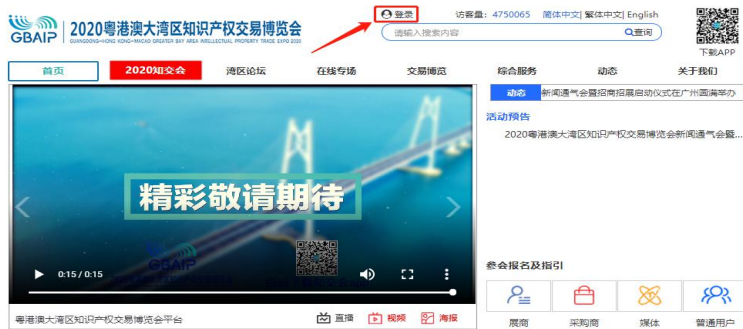 登录 访客量：4750065 简体中文| 繁体中文| English
GBAIP 2020粤港澳大湾区知识产权交易博览会
GUANGDONG-HONG KONG-MACAO GREATER BAY AREA INTELLECTUAL PROPERTY TRADE EXPO 2020
请输入搜索内容 查询
下载APP
首页 2020知交会 湾区论坛 在线专场 交易博览 综合服务 动态 关于我们
动态 新闻通气会暨招商招展启动仪式在广州圆满举办
活动预告
2020粤港澳大湾区知识产权交易博览会新闻通气会暨...
精彩敬请期待
GBAIP
0:15/0:15
参会报名及指引
粤港澳大湾区知识产权交易博览会平台 直播 视频 海报
展商 采购商 媒体 普通用户